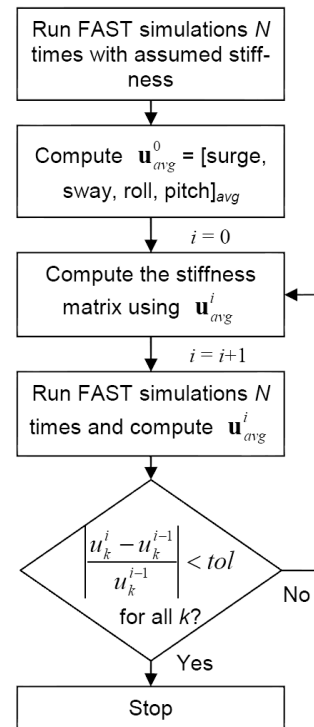 Run FAST simulations N
times with assumed stiff-
ness
Compute u⁰avg = [surge,
sway, roll, pitch]avg
i = 0
Compute the stiffness
matrix using uⁱavg
i = i+1
Run FAST simulations N
times and compute uⁱavg
|(uₖⁱ − uₖⁱ⁻¹) / uₖⁱ⁻¹| < tol
for all k?
No
Yes
Stop